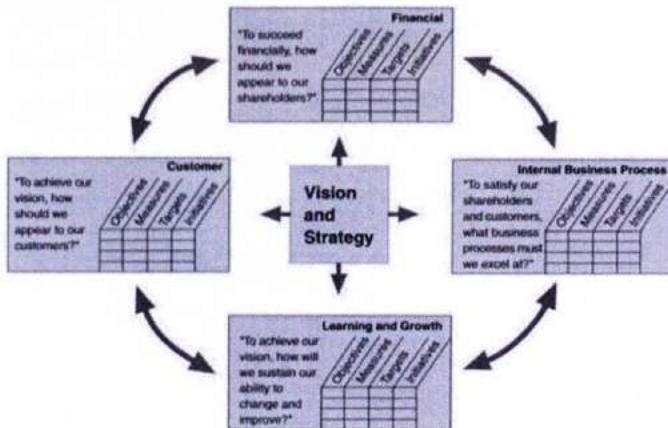 Financial
"To succeed
financially, how
should we
appear to our
shareholders?"
Objectives
Measures
Targets
Initiatives
Customer
"To achieve our
vision, how
should we
appear to our
customers?"
Objectives
Measures
Targets
Initiatives
Vision
and
Strategy
Internal Business Process
"To satisfy our
shareholders
and customers,
what business
processes must
we excel at?"
Objectives
Measures
Targets
Initiatives
Learning and Growth
"To achieve our
vision, how will
we sustain our
ability to
change and
improve?"
Objectives
Measures
Targets
Initiatives